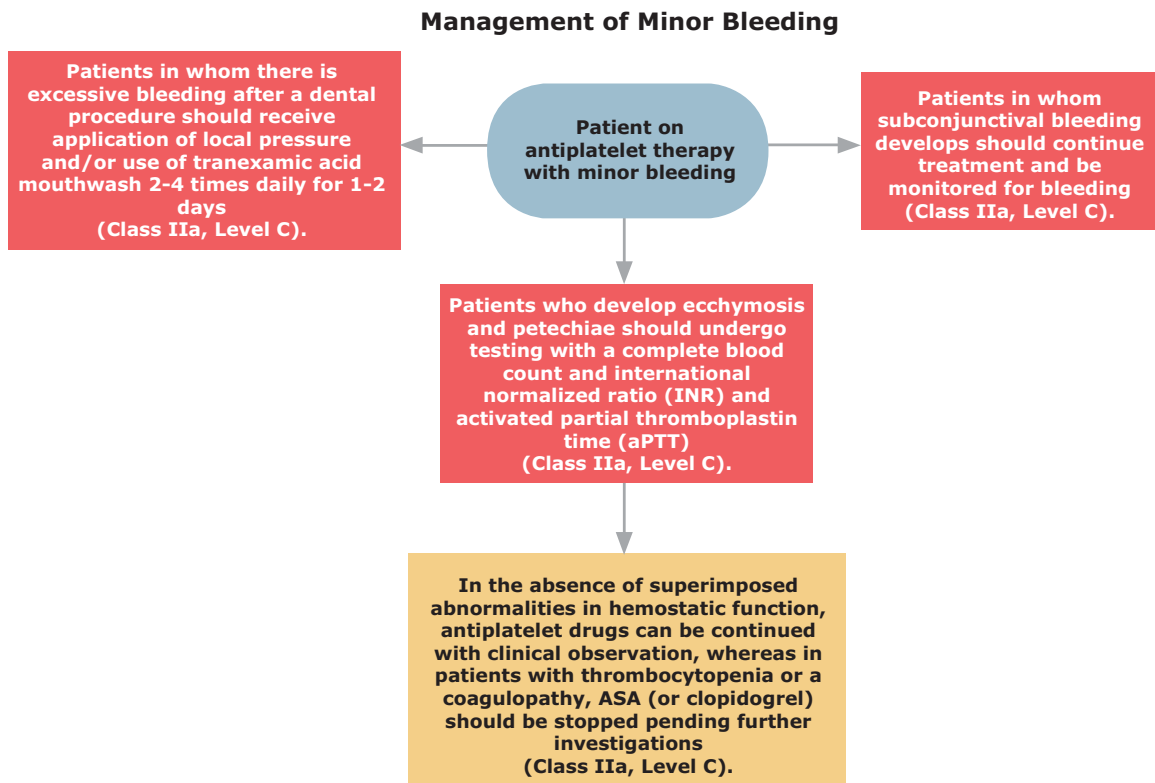 Management of Minor Bleeding
Patients in whom there is
excessive bleeding after a dental
procedure should receive
application of local pressure
and/or use of tranexamic acid
mouthwash 2-4 times daily for 1-2
days
(Class IIa, Level C).
Patient on
antiplatelet therapy
with minor bleeding
Patients in whom
subconjunctival bleeding
develops should continue
treatment and be
monitored for bleeding
(Class IIa, Level C).
Patients who develop ecchymosis
and petechiae should undergo
testing with a complete blood
count and international
normalized ratio (INR) and
activated partial thromboplastin
time (aPTT)
(Class IIa, Level C).
In the absence of superimposed
abnormalities in hemostatic function,
antiplatelet drugs can be continued
with clinical observation, whereas in
patients with thrombocytopenia or a
coagulopathy, ASA (or clopidogrel)
should be stopped pending further
investigations
(Class IIa, Level C).